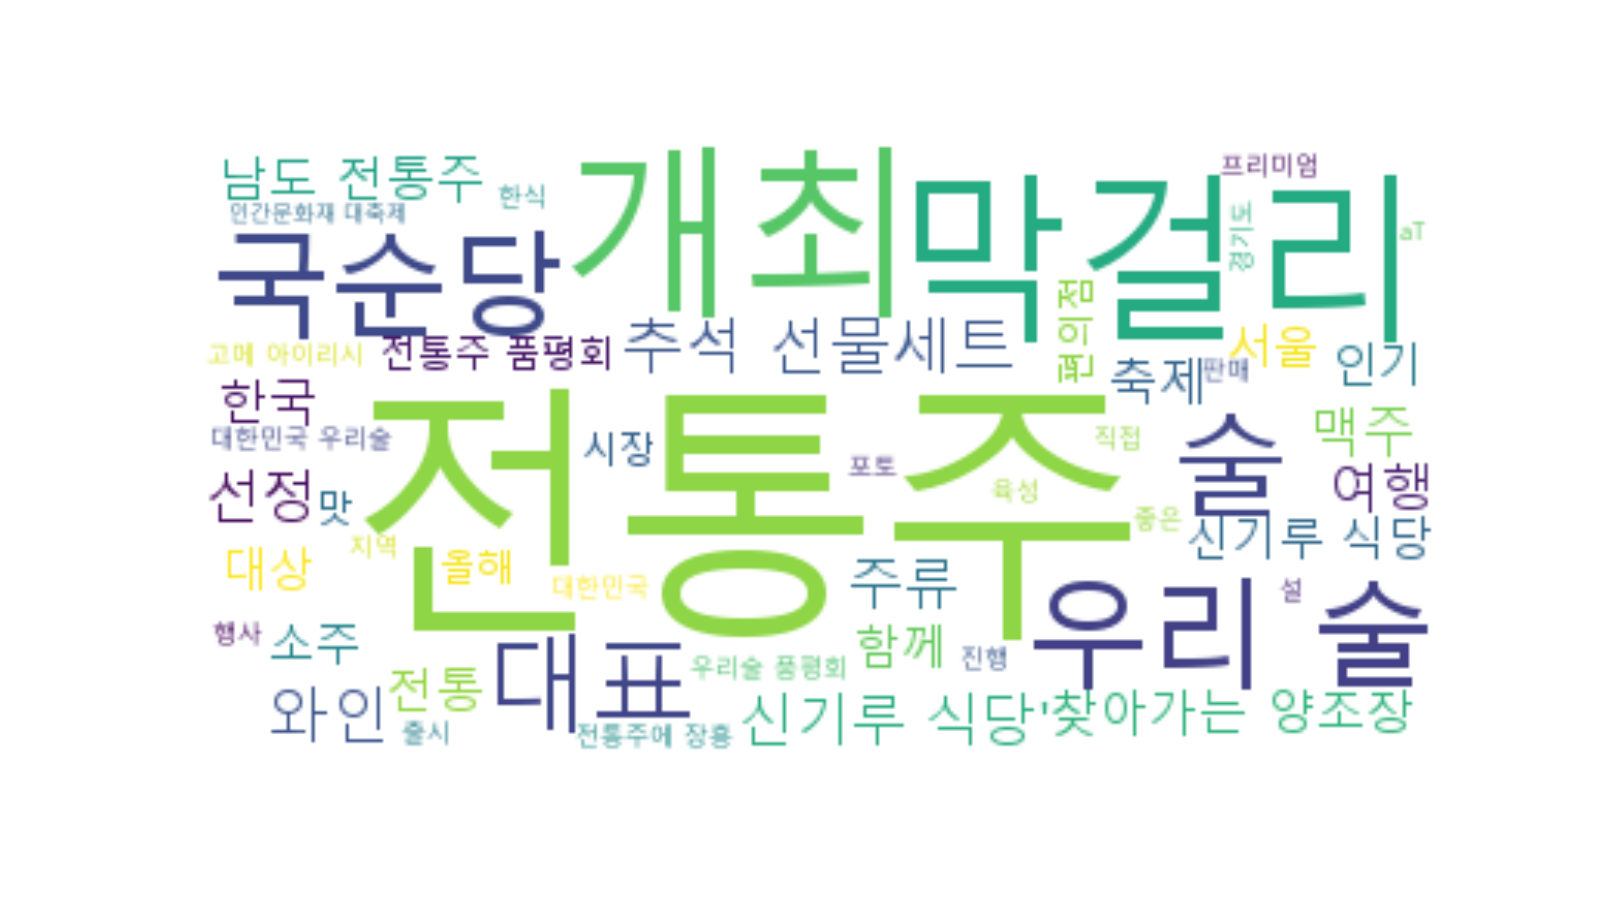 남도 전통주
한식
개최
막걸리
프리미엄
인간문화재 대축제
경기도
aT
국순당
편의점
고메 아이리시
전통주 품평회
추석 선물세트
서울
축제
판매
인기
한국
대한민국 우리술
전통주
시장
포토
직접
술
맥주
선정
맛
육성
여행
좋은
신기루 식당
지역
대상
올해
대한민국
주류
우리 술
설
행사
소주
함께
진행
전통
대표
우리술 품평회
와인
출시
전통주에 장흥
신기루 식당
'찾아가는 양조장